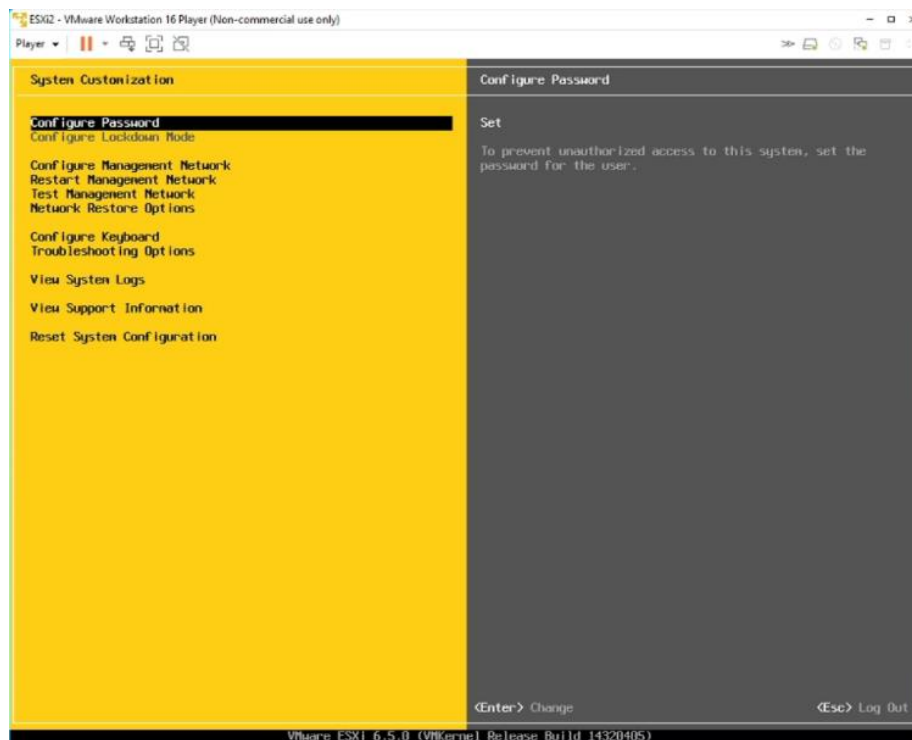 ESXi2 - VMware Workstation 16 Player (Non-commercial use only)
Player
System Customization
Configure Password
Configure Lockdown Mode
Configure Management Network
Restart Management Network
Test Management Network
Network Restore Options
Configure Keyboard
Troubleshooting Options
View System Logs
View Support Information
Reset System Configuration
Configure Password
Set
To prevent unauthorized access to this system, set the
password for the user.
<Enter> Change
<Esc> Log Out
VMware ESXi 6.5.0 (VMKernel Release Build 14320405)